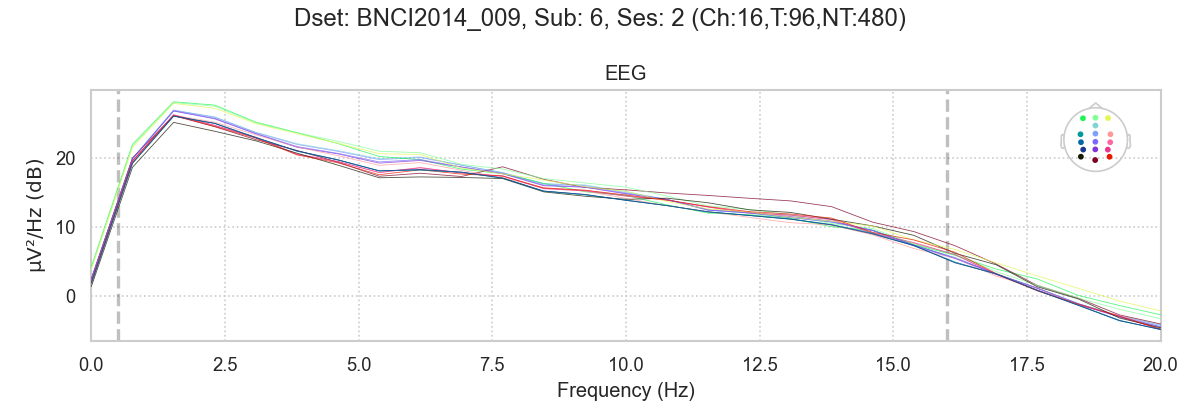 Dset: BNCI2014_009, Sub: 6, Ses: 2 (Ch:16,T:96,NT:480)
EEG
µV²/Hz (dB)
20
10
0
0.0 2.5 5.0 7.5 10.0 12.5 15.0 17.5 20.0
Frequency (Hz)